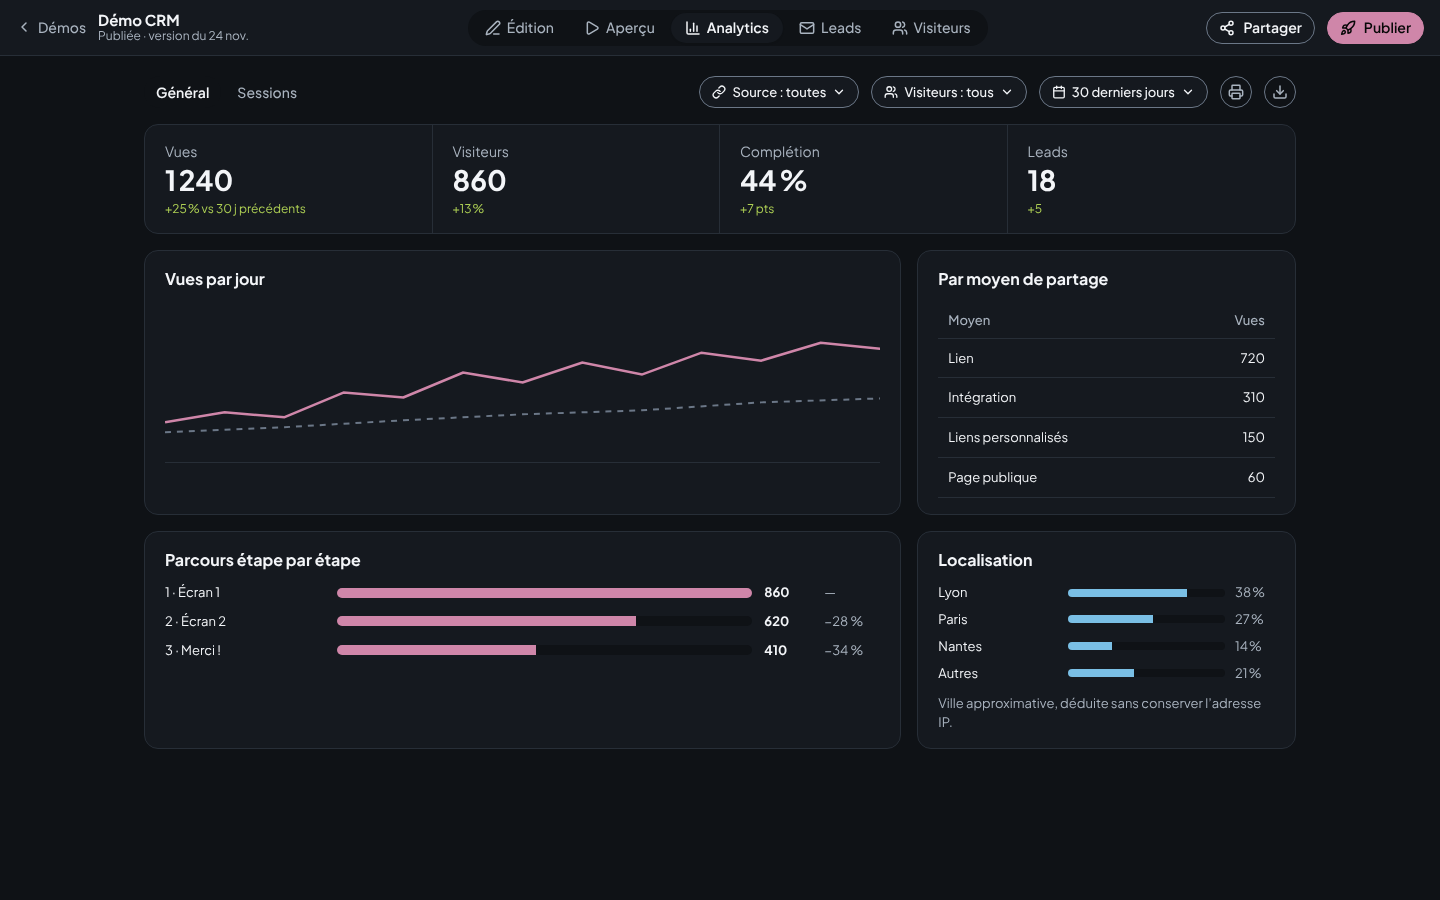 Démos
Démo CRM
Publiée · version du 24 nov.
Édition
Aperçu
Analytics
Leads
Visiteurs
Partager
Publier
Général
Sessions
Source : toutes
Visiteurs : tous
30 derniers jours
Vues
1 240
+25 % vs 30 j précédents
Visiteurs
860
+13 %
Complétion
44 %
+7 pts
Leads
18
+5
Vues par jour
Par moyen de partage
Moyen Vues
Lien 720
Intégration 310
Liens personnalisés 150
Page publique 60
Parcours étape par étape
1 · Écran 1 860 —
2 · Écran 2 620 −28 %
3 · Merci ! 410 −34 %
Localisation
Lyon 38 %
Paris 27 %
Nantes 14 %
Autres 21 %
Ville approximative, déduite sans conserver l’adresse
IP.